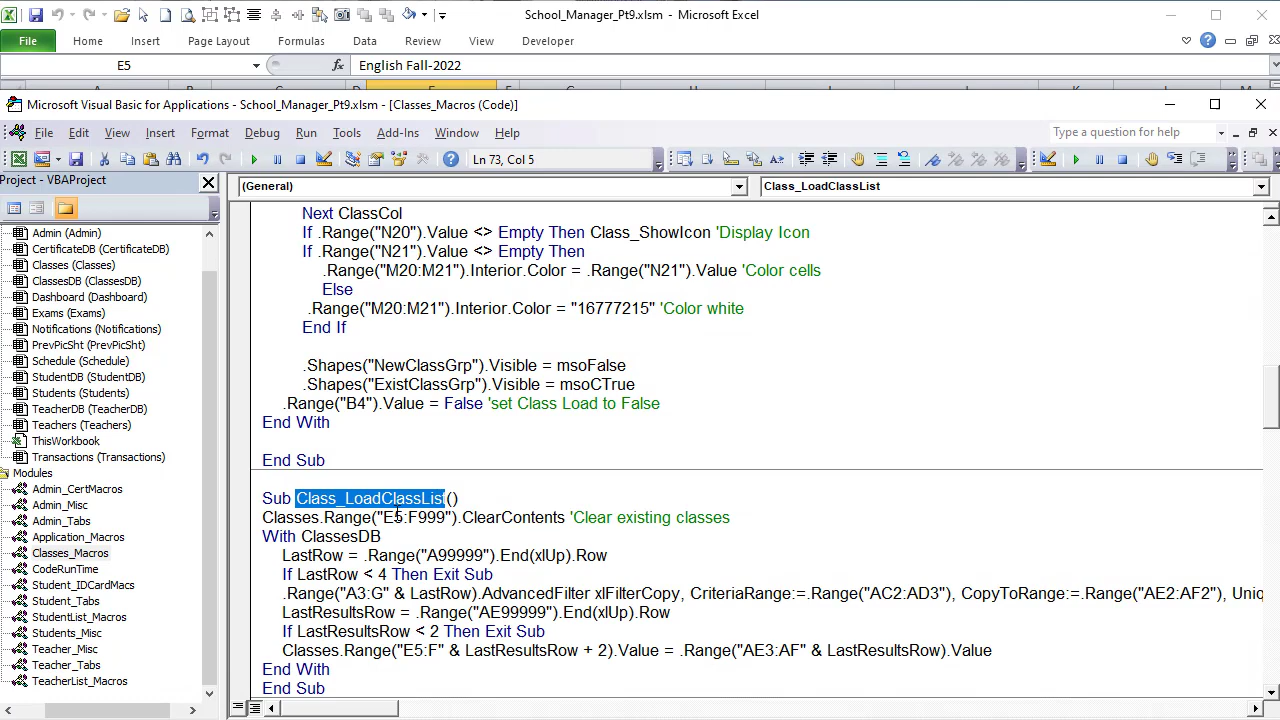 School_Manager_Pt9.xlsm - Microsoft Excel
File Home Insert Page Layout Formulas Data Review View Developer
E5 fx English Fall-2022
Microsoft Visual Basic for Applications - School_Manager_Pt9.xlsm - [Classes_Macros (Code)]
File Edit View Insert Format Debug Run Tools Add-Ins Window Help Type a question for help
Ln 73, Col 5
Project - VBAProject
(General) Class_LoadClassList
Admin (Admin)
CertificateDB (CertificateDB)
Classes (Classes)
ClassesDB (ClassesDB)
Dashboard (Dashboard)
Exams (Exams)
Notifications (Notifications)
PrevPicSht (PrevPicSht)
Schedule (Schedule)
StudentDB (StudentDB)
Students (Students)
TeacherDB (TeacherDB)
Teachers (Teachers)
ThisWorkbook
Transactions (Transactions)
Modules
Admin_CertMacros
Admin_Misc
Admin_Tabs
Application_Macros
Classes_Macros
CodeRunTime
Student_IDCardMacs
Student_Tabs
StudentList_Macros
Students_Misc
Teacher_Misc
Teacher_Tabs
TeacherList_Macros
Next ClassCol
If .Range("N20").Value <> Empty Then Class_ShowIcon 'Display Icon
If .Range("N21").Value <> Empty Then
.Range("M20:M21").Interior.Color = .Range("N21").Value 'Color cells
Else
.Range("M20:M21").Interior.Color = "16777215" 'Color white
End If
.Shapes("NewClassGrp").Visible = msoFalse
.Shapes("ExistClassGrp").Visible = msoCTrue
.Range("B4").Value = False 'set Class Load to False
End With
End Sub
Sub Class_LoadClassList()
Classes.Range("E5:F999").ClearContents 'Clear existing classes
With ClassesDB
LastRow = .Range("A99999").End(xlUp).Row
If LastRow < 4 Then Exit Sub
.Range("A3:G" & LastRow).AdvancedFilter xlFilterCopy, CriteriaRange:=.Range("AC2:AD3"), CopyToRange:=.Range("AE2:AF2"), Uniq
LastResultsRow = .Range("AE99999").End(xlUp).Row
If LastResultsRow < 2 Then Exit Sub
Classes.Range("E5:F" & LastResultsRow + 2).Value = .Range("AE3:AF" & LastResultsRow).Value
End With
End Sub